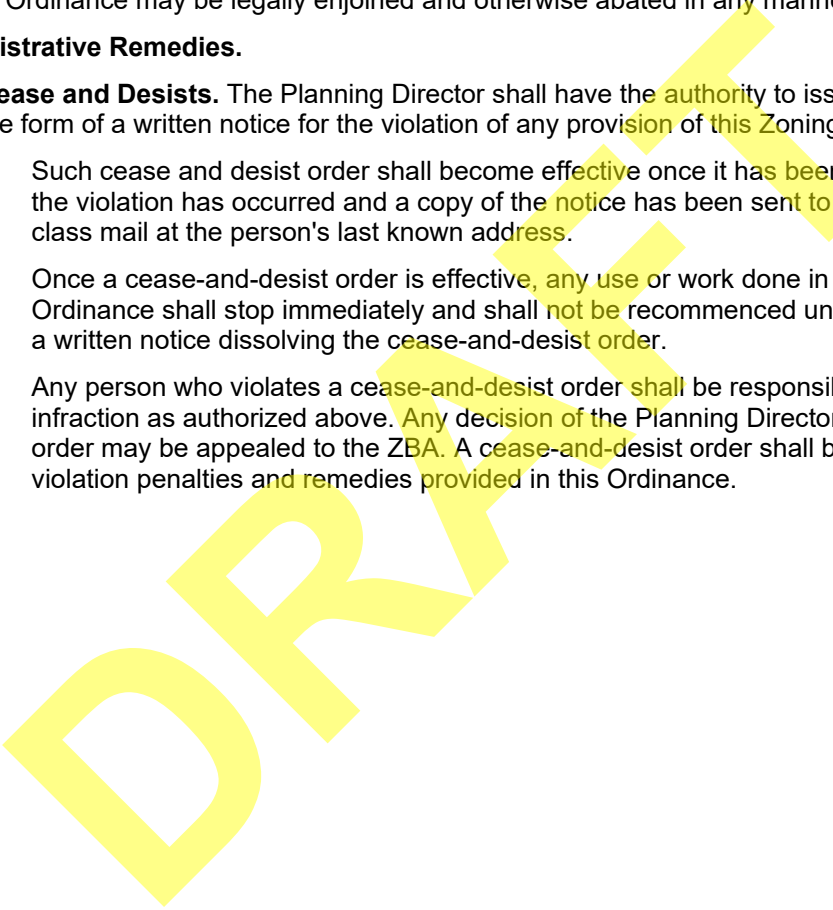 Ordinance may be legally enjoined and otherwise abated in any manne
istrative Remedies.
ease and Desists. The Planning Director shall have the authority to iss
e form of a written notice for the violation of any provision of this Zoning
Such cease and desist order shall become effective once it has been
the violation has occurred and a copy of the notice has been sent to
class mail at the person's last known address.
Once a cease-and-desist order is effective, any use or work done in
Ordinance shall stop immediately and shall not be recommenced un
a written notice dissolving the cease-and-desist order.
Any person who violates a cease-and-desist order shall be responsi
infraction as authorized above. Any decision of the Planning Director
order may be appealed to the ZBA. A cease-and-desist order shall b
violation penalties and remedies provided in this Ordinance.
DRAFT